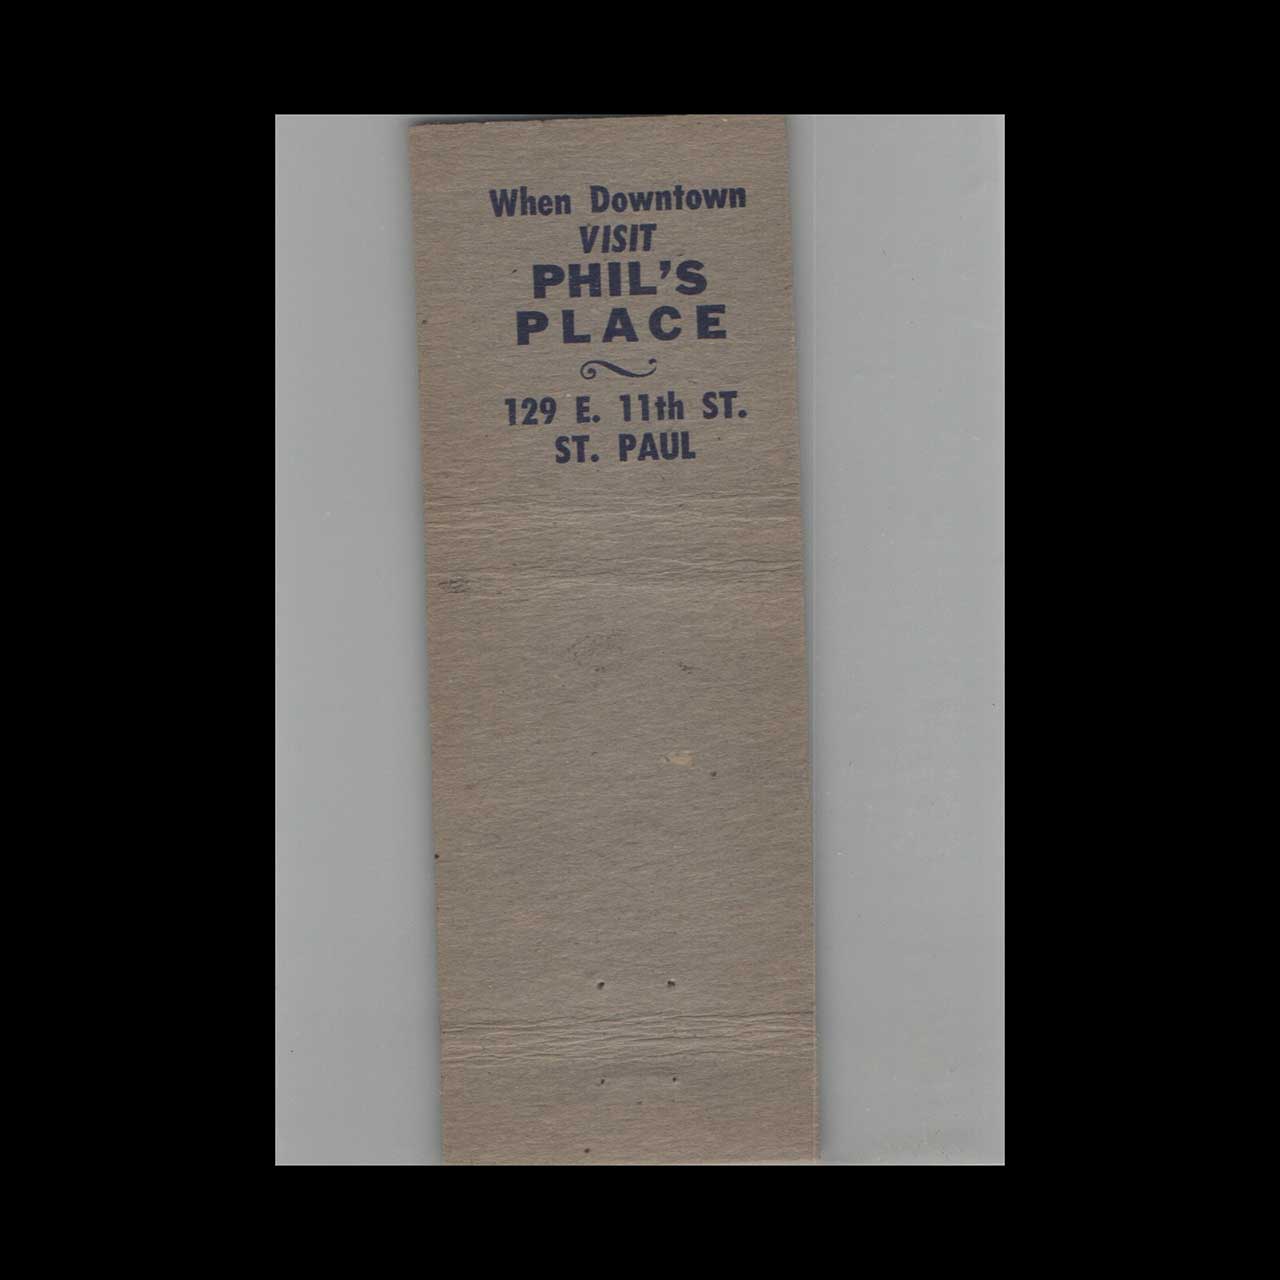 When Downtown
VISIT
PHIL'S
PLACE
129 E. 11th ST.
ST. PAUL